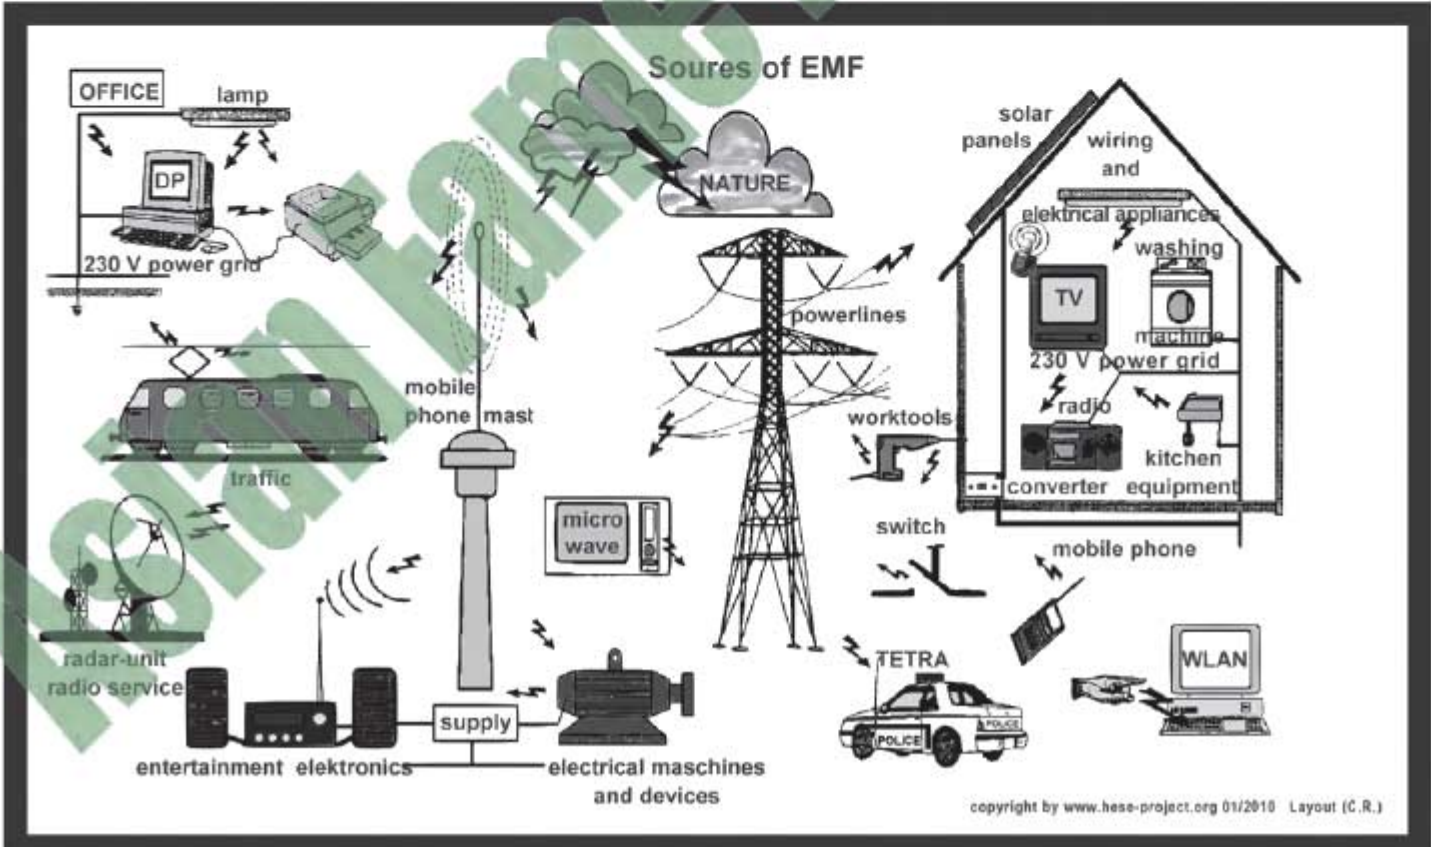 Soures of EMF
OFFICE
lamp
DP
230 V power grid
NATURE
solar
panels
wiring
and
elektrical appliances
washing
TV
machine
230 V power grid
powerlines
mobile
phone mast
traffic
worktools
radio
kitchen
converter equipment
micro
wave
switch
mobile phone
radar-unit
radio service
TETRA
WLAN
POLICE
POLICE
supply
entertainment elektronics
electrical maschines
and devices
copyright by www.hese-project.org 01/2010 Layout (C.R.)